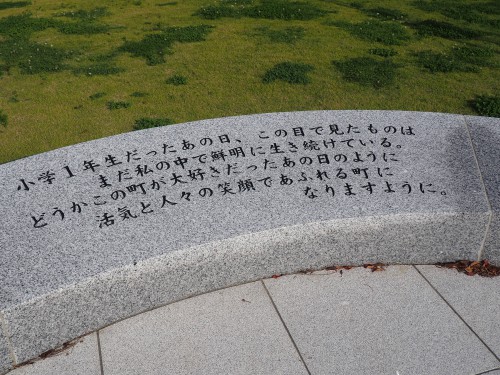 小学１年生だったあの日、この目で見たものは
まだ私の中で鮮明に生き続けている。
どうかこの町が大好きだったあの日のように
活気と人々の笑顔であふれる町に
なりますように。